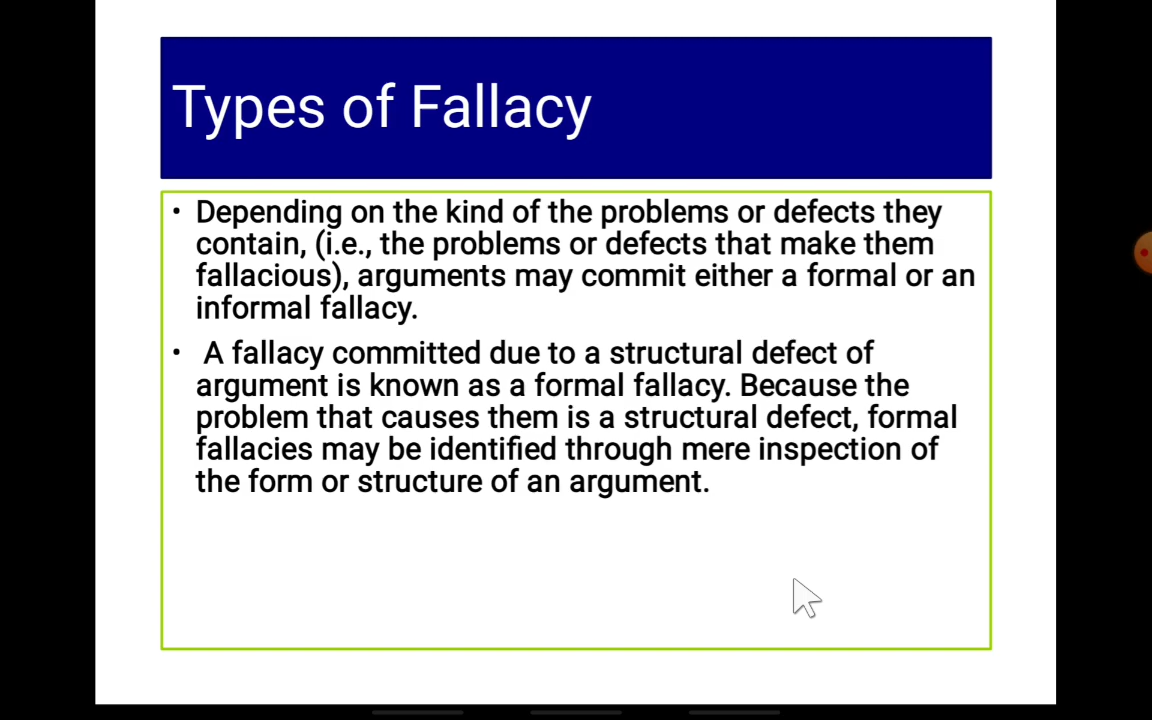 Types of Fallacy
• Depending on the kind of the problems or defects they
contain, (i.e., the problems or defects that make them
fallacious), arguments may commit either a formal or an
informal fallacy.
• A fallacy committed due to a structural defect of
argument is known as a formal fallacy. Because the
problem that causes them is a structural defect, formal
fallacies may be identified through mere inspection of
the form or structure of an argument.